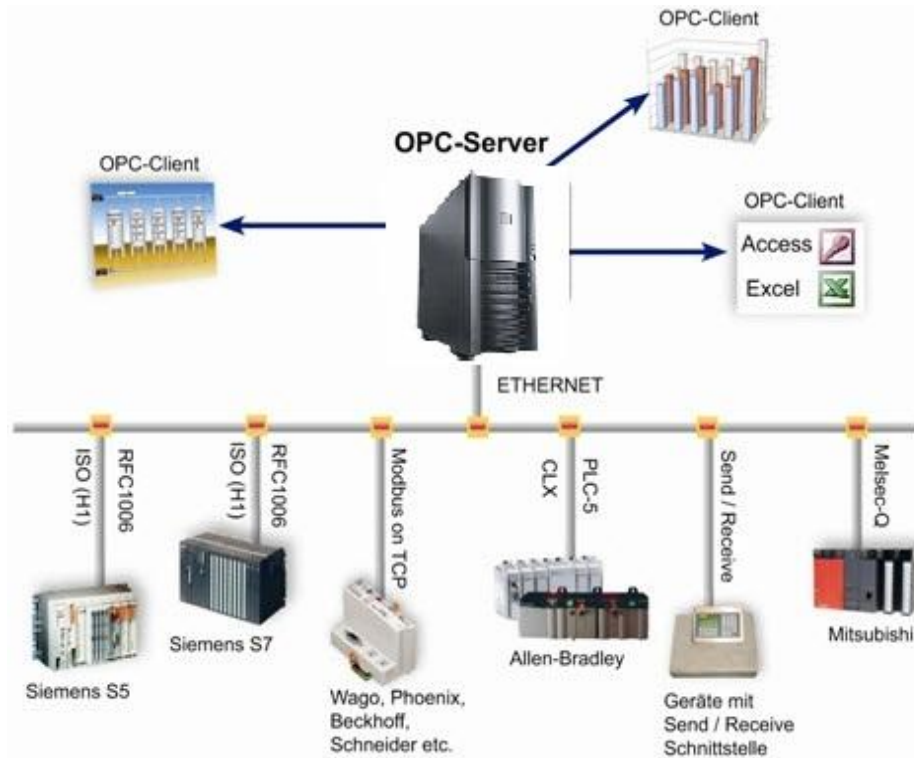 OPC-Client
OPC-Server
OPC-Client
OPC-Client
Access
Excel
ETHERNET
RFC1006
ISO (H1)
RFC1006
ISO (H1)
Modbus on TCP
PLC-5
CLX
Send / Receive
Melsec-Q
Siemens S5
Siemens S7
Wago, Phoenix,
Beckhoff,
Schneider etc.
Allen-Bradley
Geräte mit
Send / Receive
Schnittstelle
Mitsubishi